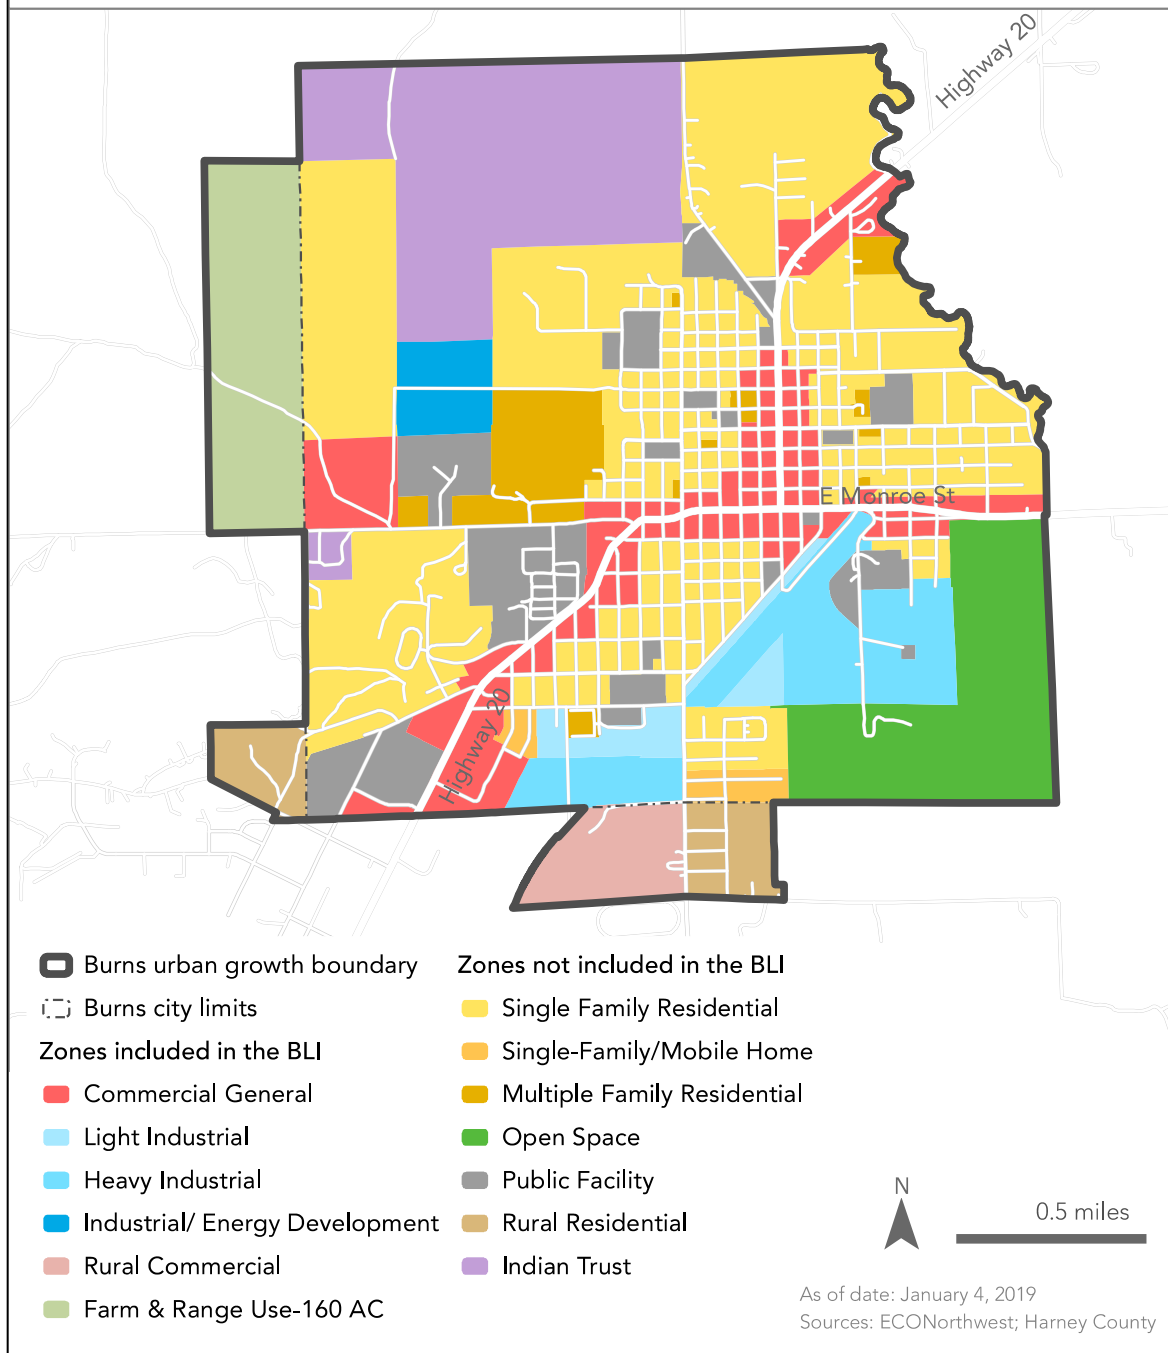 Highway 20
E Monroe St
Highway 20
Burns urban growth boundary
Burns city limits
Zones included in the BLI
Commercial General
Light Industrial
Heavy Industrial
Industrial/ Energy Development
Rural Commercial
Farm & Range Use-160 AC
Zones not included in the BLI
Single Family Residential
Single-Family/Mobile Home
Multiple Family Residential
Open Space
Public Facility
Rural Residential
Indian Trust
N
0.5 miles
As of date: January 4, 2019
Sources: ECONorthwest; Harney County